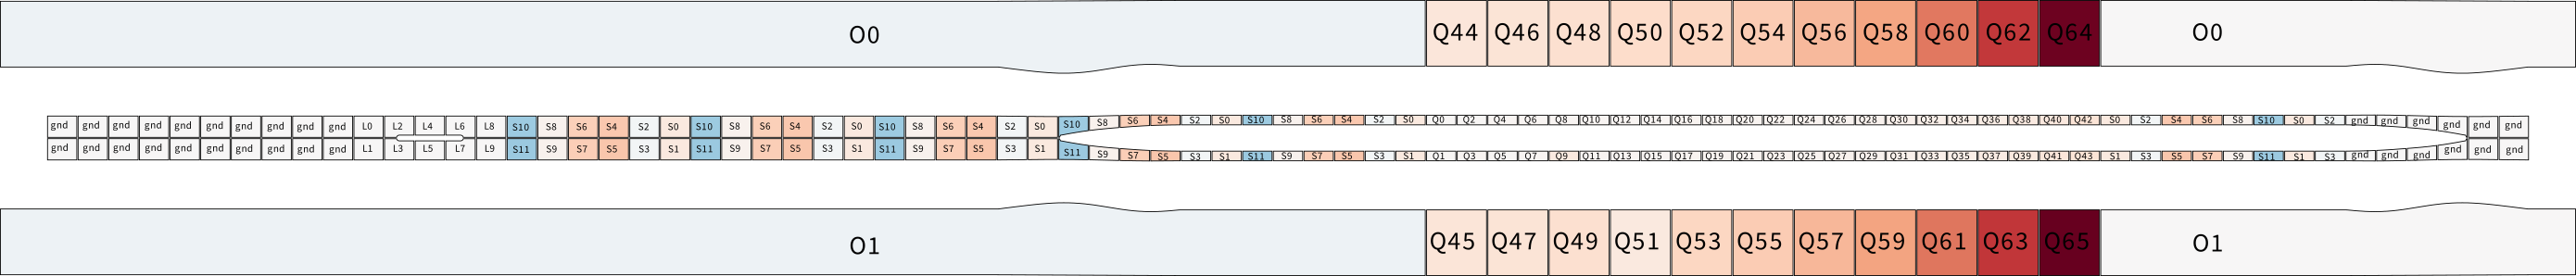 O0 Q44 Q46 Q48 Q50 Q52 Q54 Q56 Q58 Q60 Q62 Q64 O0
gnd gnd gnd gnd gnd gnd gnd gnd gnd gnd L0 L2 L4 L6 L8 S10 S8 S6 S4 S2 S0 S10 S8 S6 S4 S2 S0 S10 S8 S6 S4 S2 S0 S10 S8 S6 S4 S2 S0 S10 S8 S6 S4 S2 S0 Q0 Q2 Q4 Q6 Q8 Q10 Q12 Q14 Q16 Q18 Q20 Q22 Q24 Q26 Q28 Q30 Q32 Q34 Q36 Q38 Q40 Q42 S0 S2 S4 S6 S8 S10 S0 S2 gnd gnd gnd gnd gnd gnd
gnd gnd gnd gnd gnd gnd gnd gnd gnd gnd L1 L3 L5 L7 L9 S11 S9 S7 S5 S3 S1 S11 S9 S7 S5 S3 S1 S11 S9 S7 S5 S3 S1 S11 S9 S7 S5 S3 S1 S11 S9 S7 S5 S3 S1 Q1 Q3 Q5 Q7 Q9 Q11 Q13 Q15 Q17 Q19 Q21 Q23 Q25 Q27 Q29 Q31 Q33 Q35 Q37 Q39 Q41 Q43 S1 S3 S5 S7 S9 S11 S1 S3 gnd gnd gnd gnd gnd gnd
O1 Q45 Q47 Q49 Q51 Q53 Q55 Q57 Q59 Q61 Q63 Q65 O1